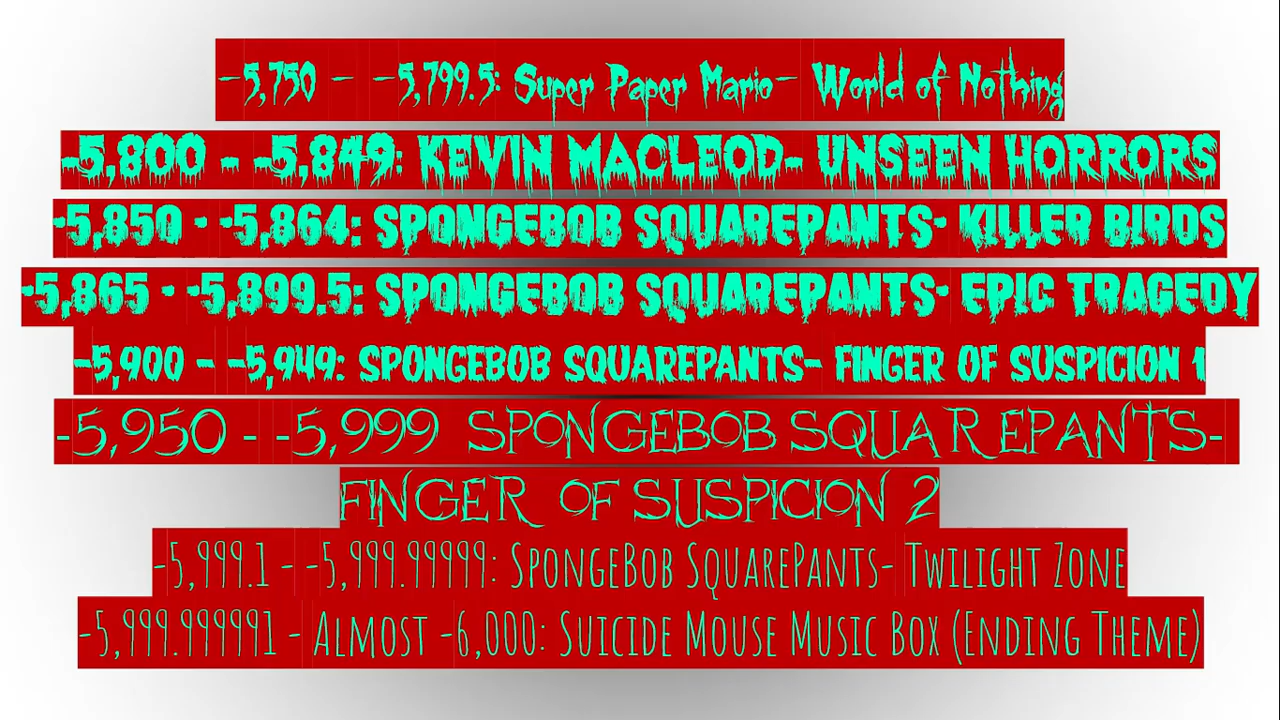 -5,750 - -5,799.5: Super Paper Mario- World of Nothing
-5,800 - -5,849: KEVIN MACLEOD- UNSEEN HORRORS
-5,850 - -5,864: SPONGEBOB SQUAREPANTS- KILLER BIRDS
-5,865 - -5,899.5: SPONGEBOB SQUAREPANTS- EPIC TRAGEDY
-5,900 - -5,949: SPONGEBOB SQUAREPANTS- FINGER OF SUSPICION 1
-5,950 - -5,999 SPONGEBOB SQUAREPANTS-
FINGER OF SUSPICION 2
-5,999.1 - -5,999.99999: SPONGEBOB SQUAREPANTS- TWILIGHT ZONE
-5,999.999991 - ALMOST -6,000: SUICIDE MOUSE MUSIC BOX (ENDING THEME)